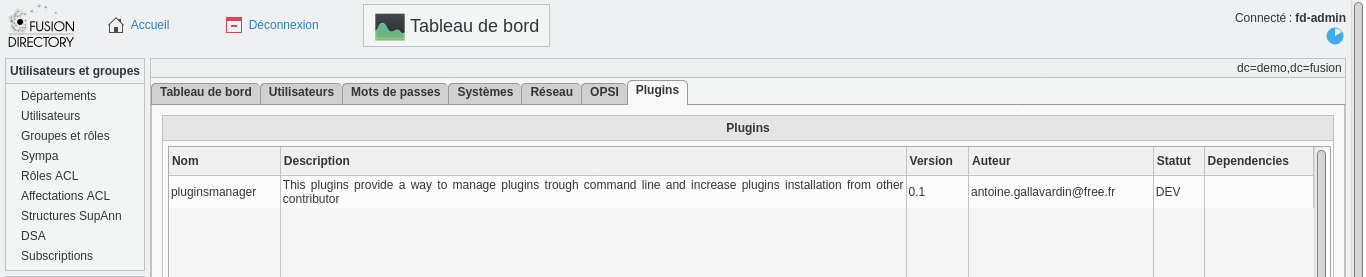 FUSION
DIRECTORY
Accueil
Déconnexion
Tableau de bord
Connecté : fd-admin
Utilisateurs et groupes
Départements
Utilisateurs
Groupes et rôles
Sympa
Rôles ACL
Affectations ACL
Structures SupAnn
DSA
Subscriptions
dc=demo,dc=fusion
Tableau de bord Utilisateurs Mots de passes Systèmes Réseau OPSI Plugins
Plugins
Nom Description Version Auteur Statut Dependencies
pluginsmanager
This plugins provide a way to manage plugins trough command line and increase plugins installation from other
contributor
0.1 antoine.gallavardin@free.fr DEV